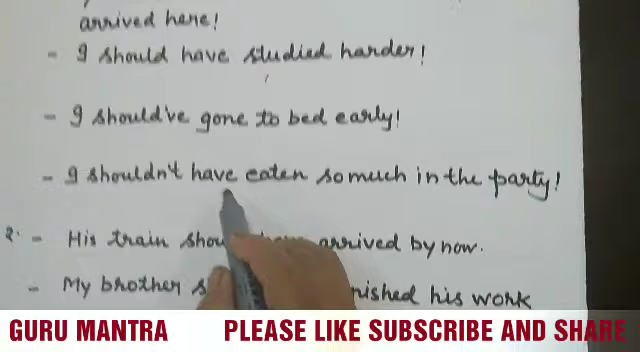 arrived here!
- I should have studied harder!
- I should've gone to bed early!
- I shouldn't have eaten so much in the party!
2. - His train shou arrived by now.
- My brother s nished his work
GURU MANTRA PLEASE LIKE SUBSCRIBE AND SHARE